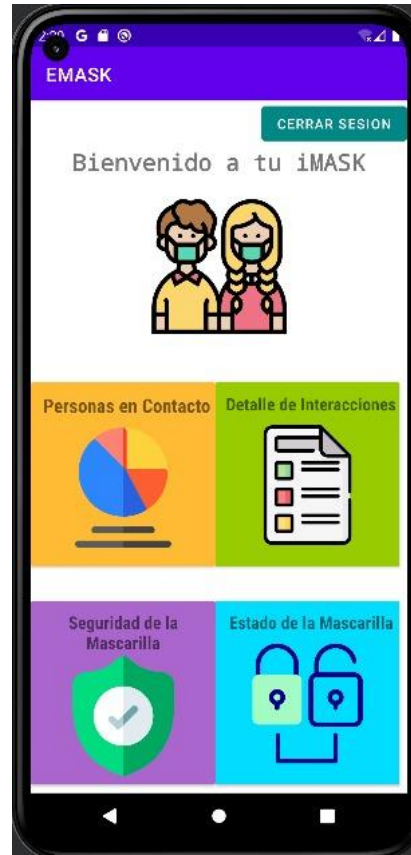 G
EMASK
CERRAR SESION
Bienvenido a tu iMASK
Personas en Contacto
Detalle de Interacciones
Seguridad de la
Mascarilla
Estado de la Mascarilla